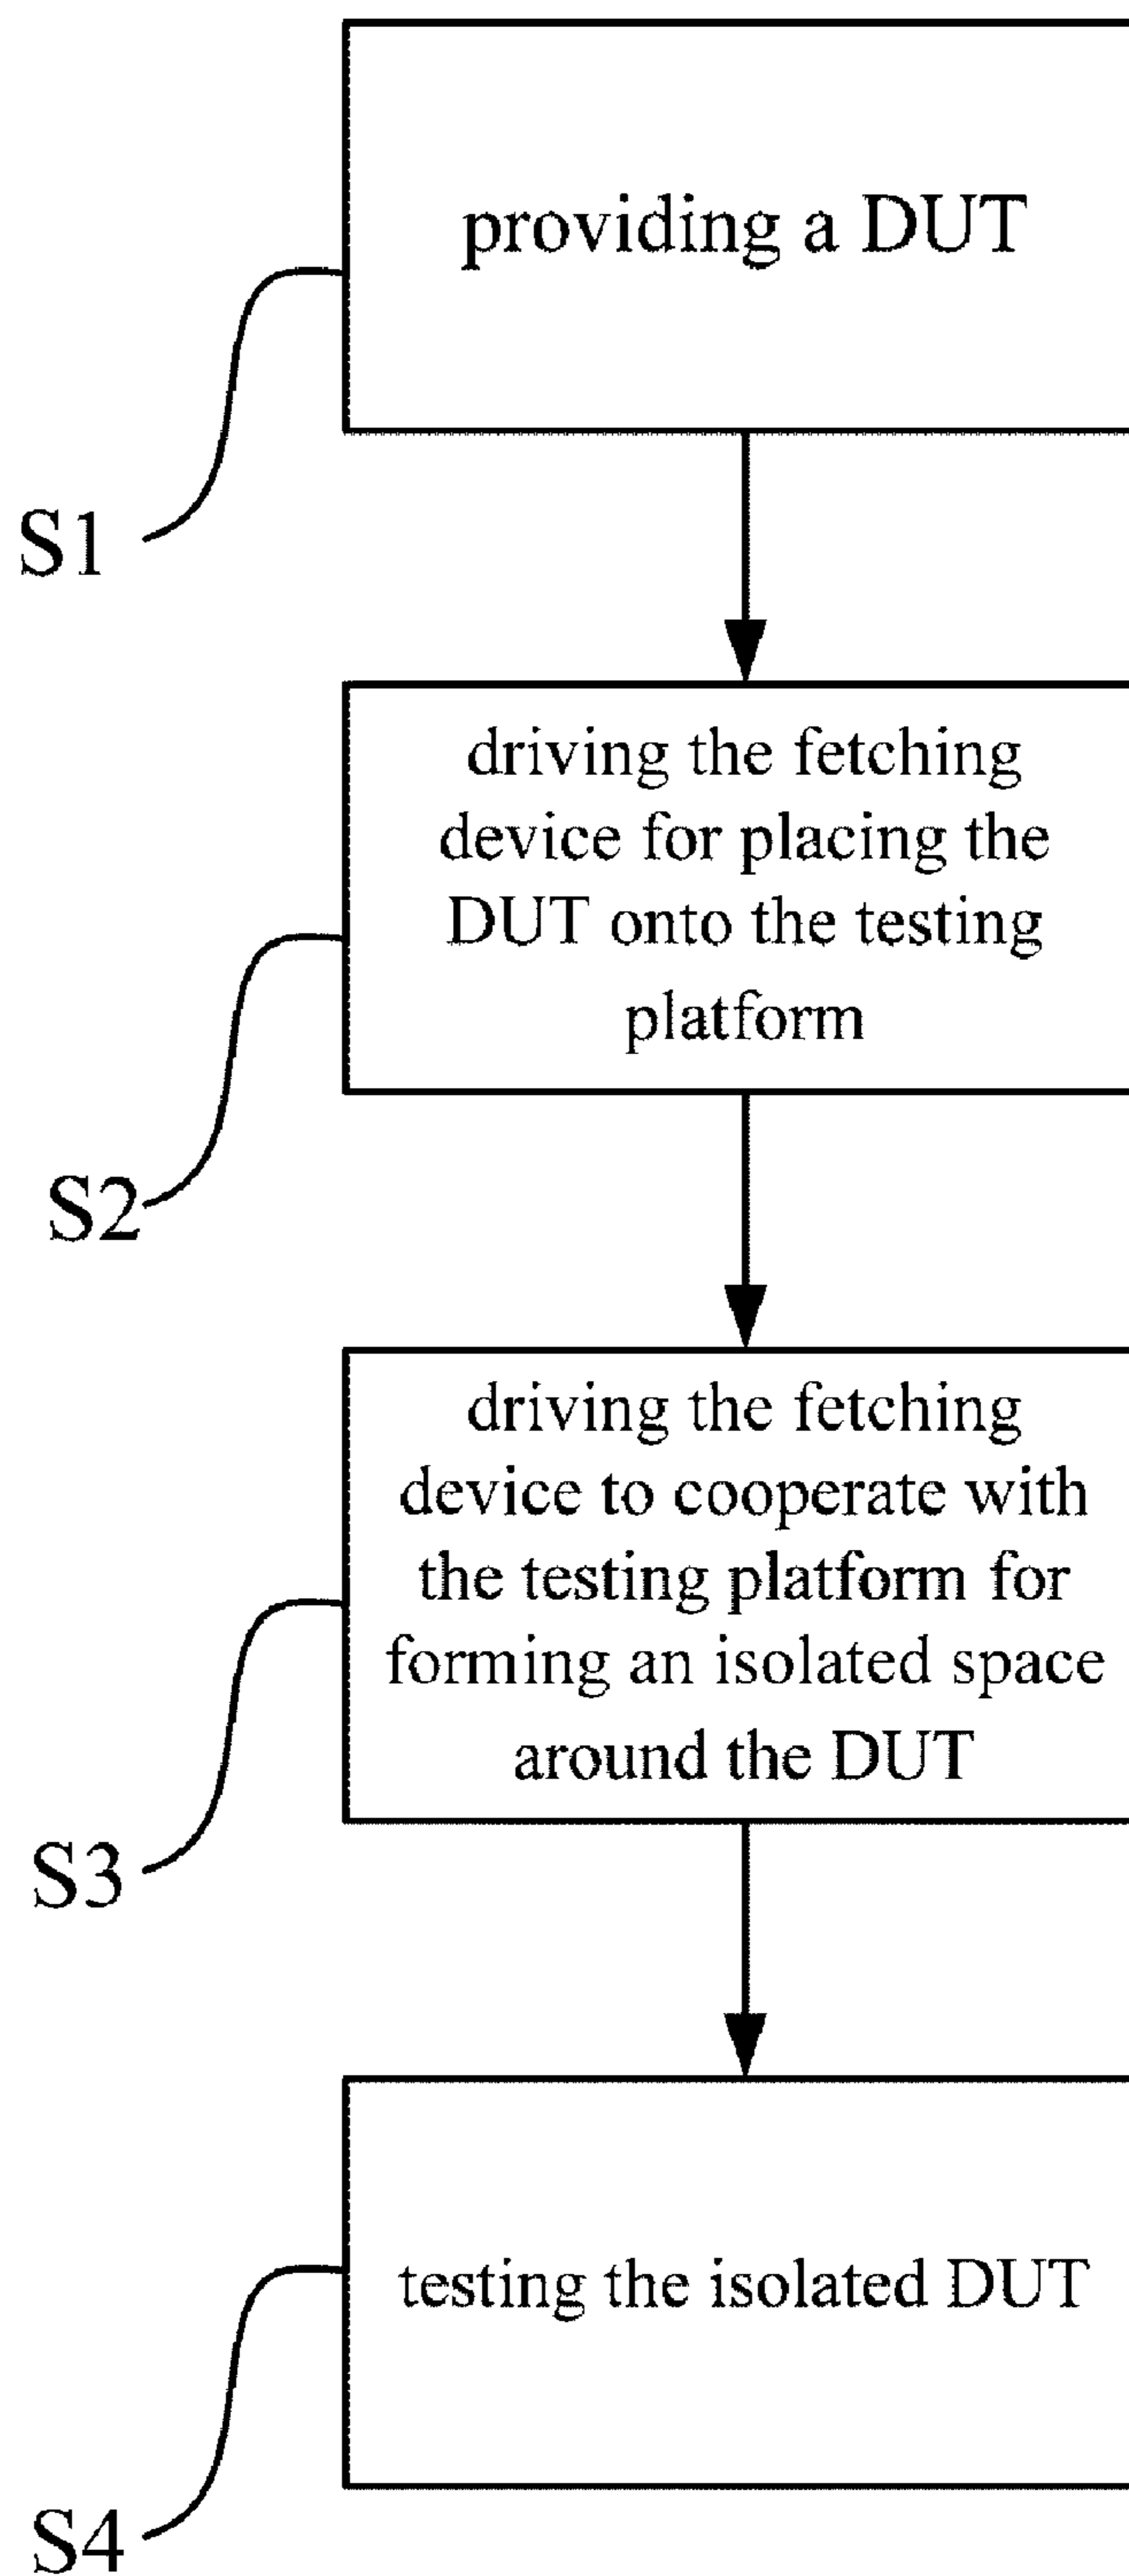 providing a DUT
S1
driving the fetching
device for placing the
DUT onto the testing
platform
S2
driving the fetching
device to cooperate with
the testing platform for
forming an isolated space
around the DUT
S3
testing the isolated DUT
S4